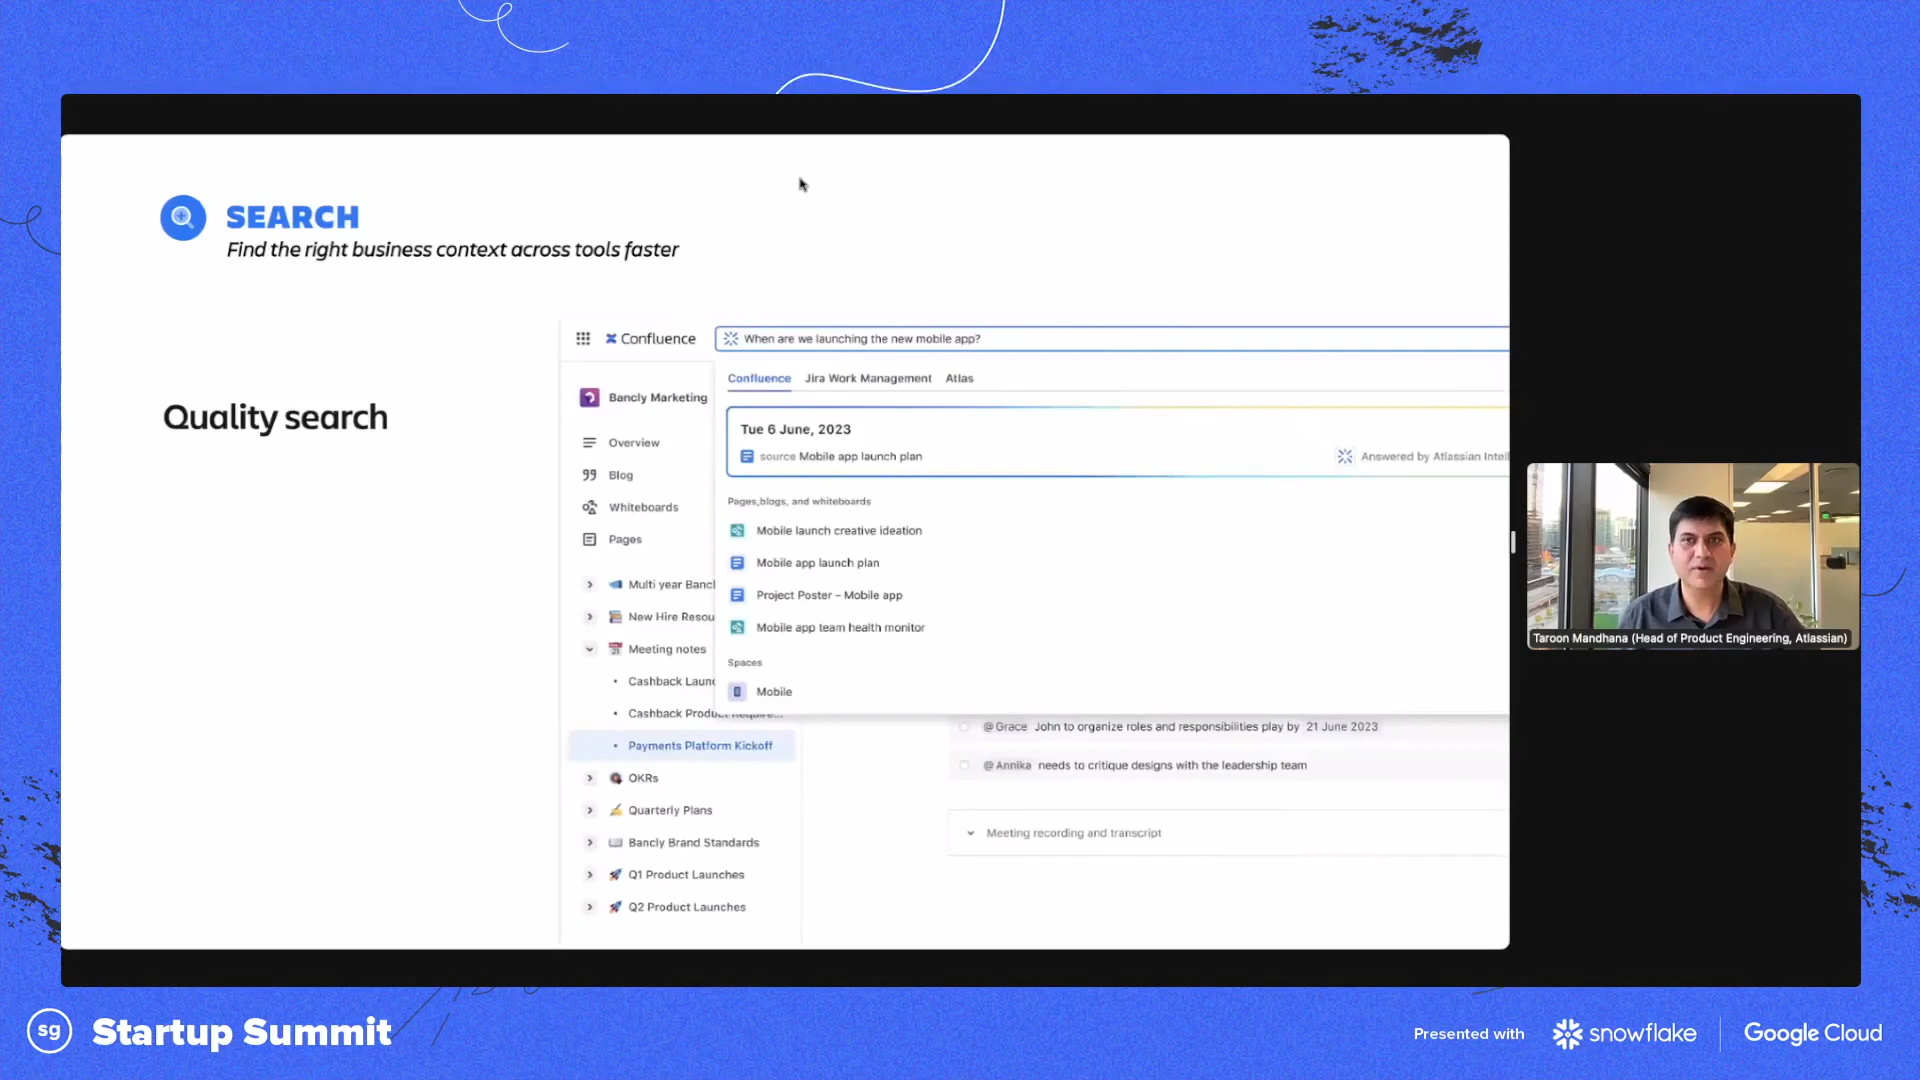 SEARCH
Find the right business context across tools faster
Quality search
Confluence
When are we launching the new mobile app?
Confluence Jira Work Management Atlas
Bancly Marketing
Tue 6 June, 2023
source Mobile app launch plan
Answered by Atlassian Intell
Overview
Blog
Whiteboards
Pages
Pages,blogs, and whiteboards
Mobile launch creative ideation
Mobile app launch plan
Project Poster – Mobile app
Mobile app team health monitor
Spaces
Mobile
Multi year Bancl
New Hire Resou
Meeting notes
Cashback Laun
Cashback Product Require...
Payments Platform Kickoff
OKRs
Quarterly Plans
Bancly Brand Standards
Q1 Product Launches
Q2 Product Launches
@Grace John to organize roles and responsibilities play by 21 June 2023
@Annika needs to critique designs with the leadership team
Meeting recording and transcript
Taroon Mandhana (Head of Product Engineering, Atlassian)
sg Startup Summit
Presented with snowflake Google Cloud